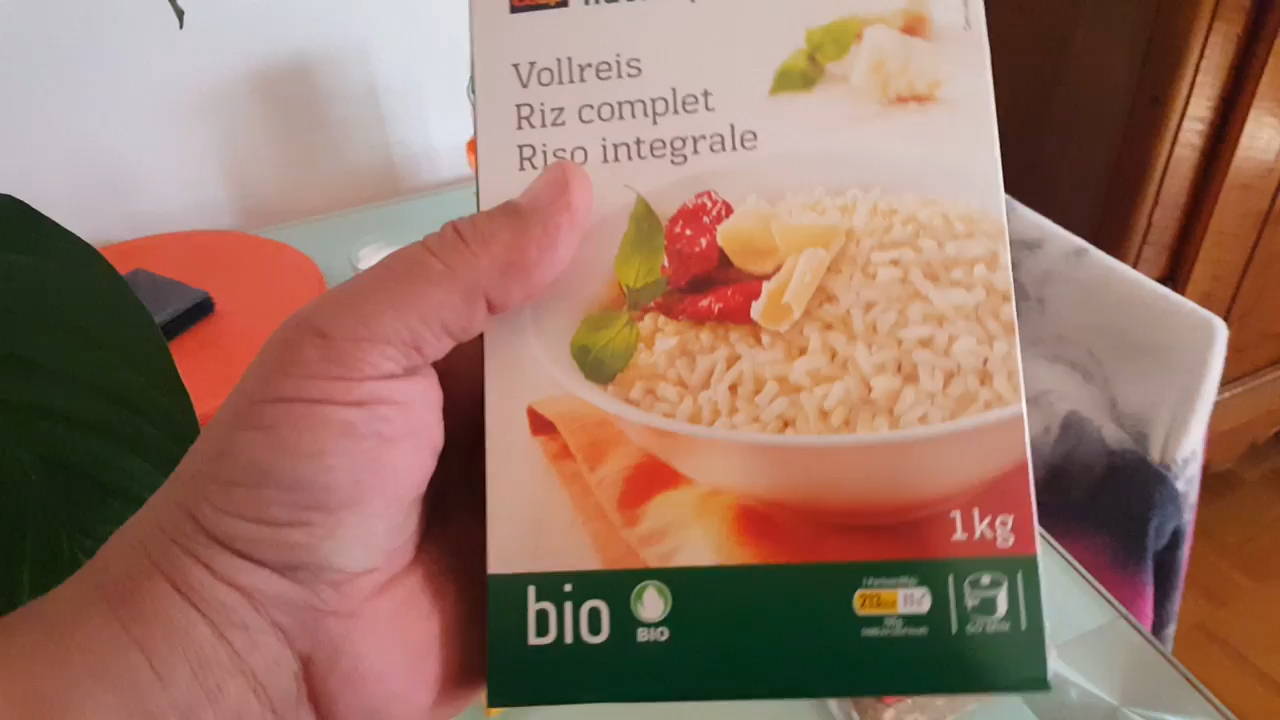 Vollreis
Riz complet
Riso integrale
1kg
bio
BIO